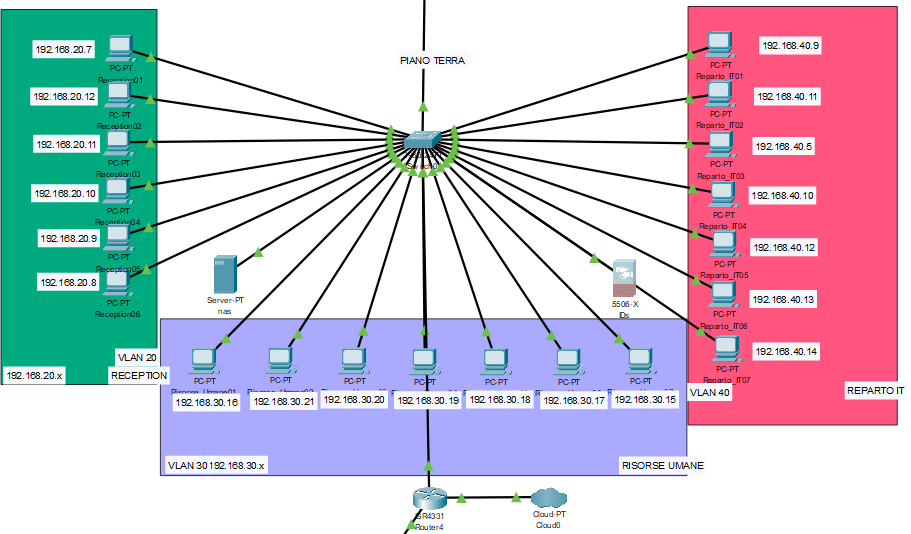 PIANO TERRA
192.168.20.7
PC-PT
Reception01
192.168.20.12
PC-PT
Reception02
192.168.20.11
PC-PT
Reception03
192.168.20.10
PC-PT
Reception04
192.168.20.9
PC-PT
Reception05
192.168.20.8
PC-PT
Reception06
VLAN 20
192.168.20.x
RECEPTION
192.168.40.9
PC-PT
Reparto_IT01
192.168.40.11
PC-PT
Reparto_IT02
192.168.40.5
PC-PT
Reparto_IT03
192.168.40.10
PC-PT
Reparto_IT04
192.168.40.12
PC-PT
Reparto_IT05
192.168.40.13
PC-PT
Reparto_IT06
192.168.40.14
PC-PT
Reparto_IT07
VLAN 40
REPARTO IT
Server-PT
nas
5506-X
IDs
PC-PT
192.168.30.16
PC-PT
192.168.30.21
PC-PT
192.168.30.20
PC-PT
192.168.30.19
PC-PT
192.168.30.18
PC-PT
192.168.30.17
PC-PT
192.168.30.15
VLAN 30 192.168.30.x
RISORSE UMANE
ISR4331
Router4
Cloud-PT
Cloud0